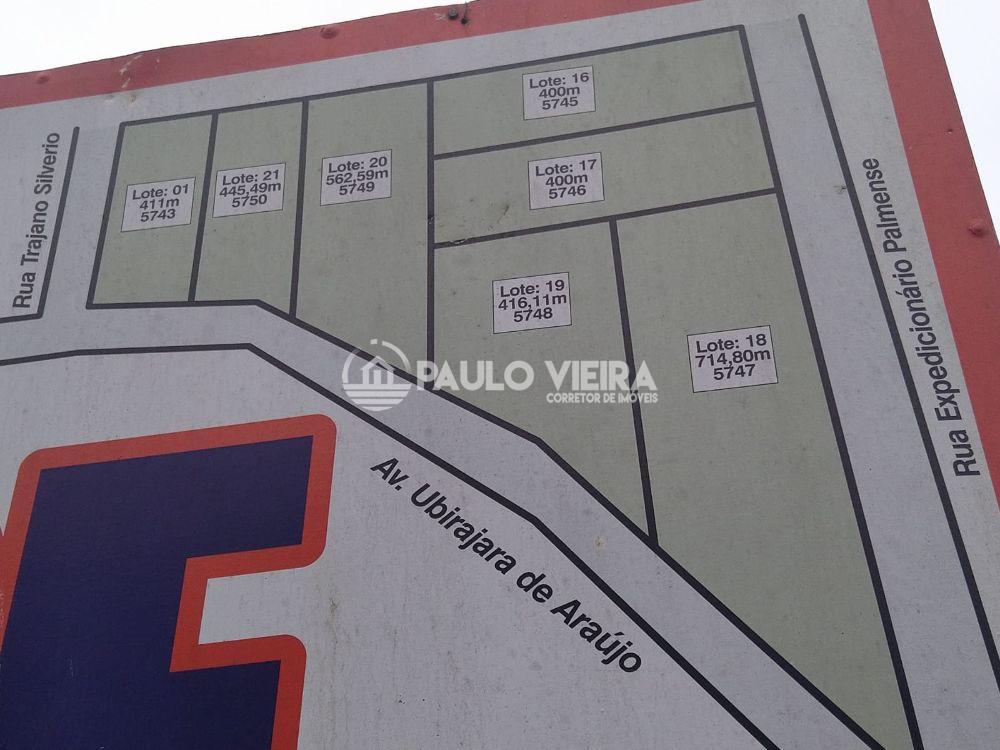 Lote: 16
400m
5745
Lote: 17
400m
5746
Lote: 20
562,59m
5749
Lote: 21
445,49m
5750
Lote: 01
411m
5743
Lote: 19
416,11m
5748
Lote: 18
714,80m
5747
Rua Trajano Silverio
Rua Expedicionário Palmense
Av. Ubirajara de Araújo
PAULO VIEIRA
CORRETOR DE IMÓVEIS